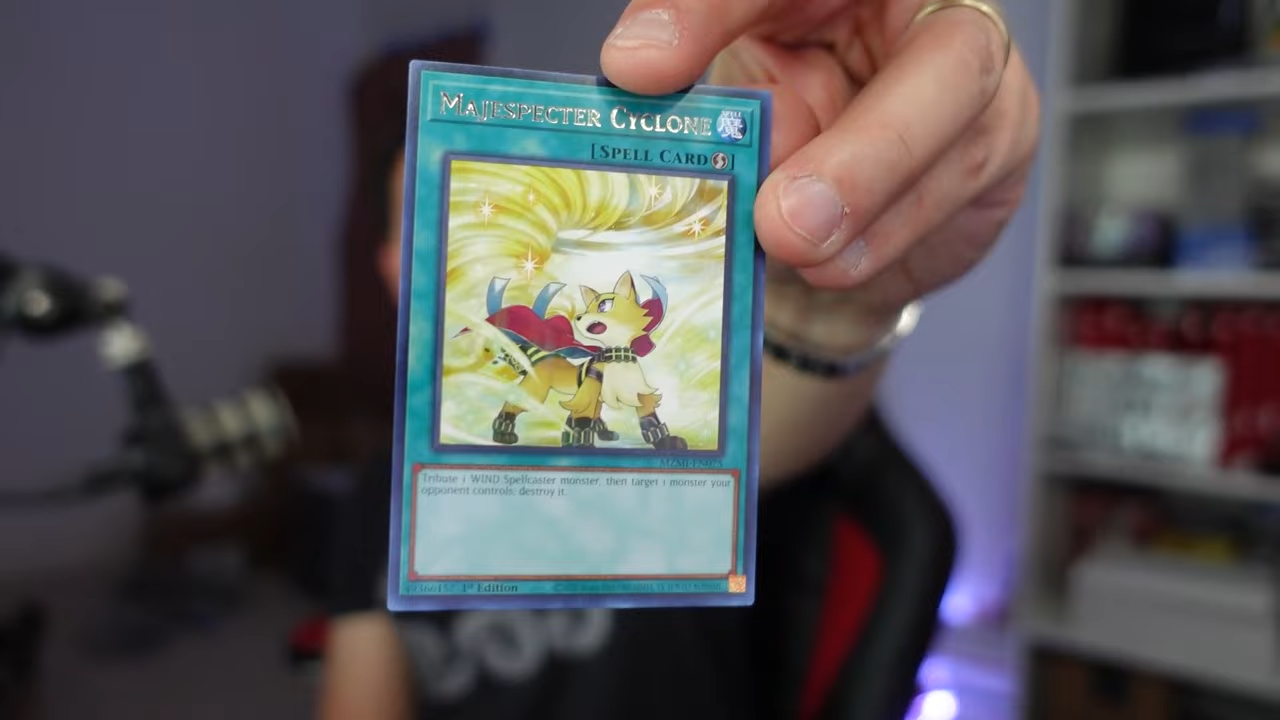 MAJESPECTER CYCLONE
[SPELL CARD]
Tribute 1 WIND Spellcaster monster, then target 1 monster your
opponent controls; destroy it.
1st Edition